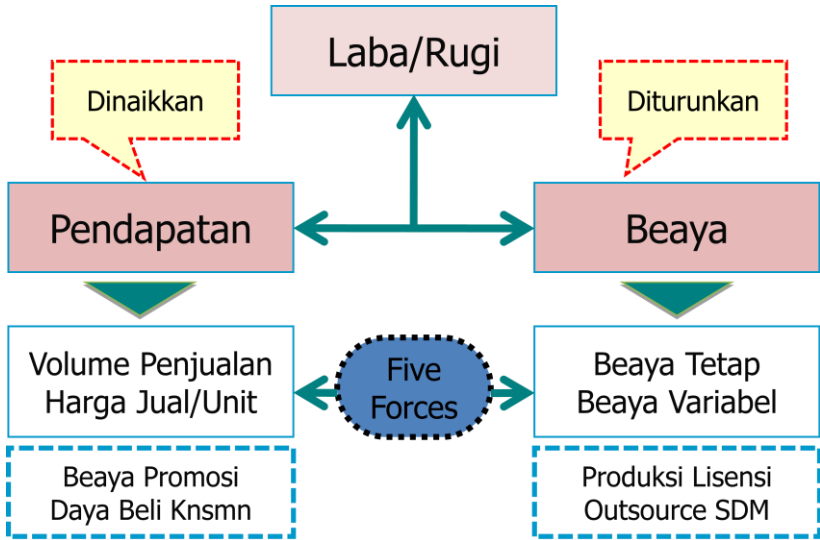 Laba/Rugi
Dinaikkan
Diturunkan
Pendapatan
Beaya
Volume Penjualan
Harga Jual/Unit
Five
Forces
Beaya Tetap
Beaya Variabel
Beaya Promosi
Daya Beli Knsmn
Produksi Lisensi
Outsource SDM